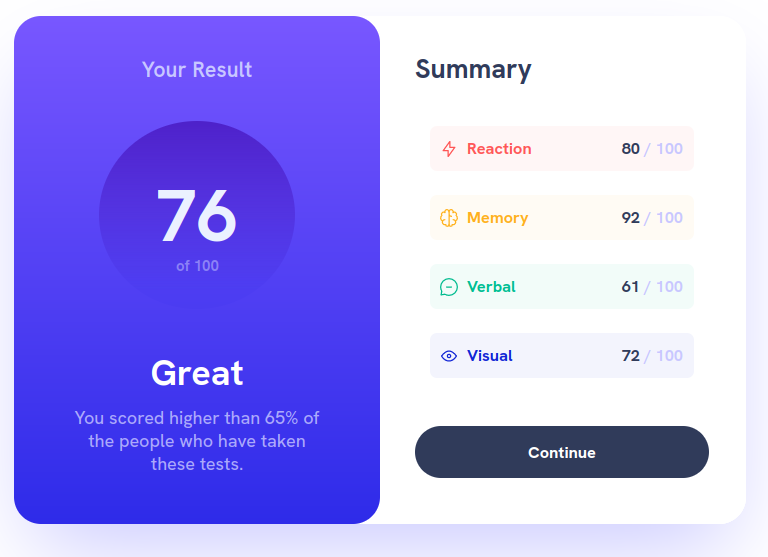 Your Result
76
of 100
Great
You scored higher than 65% of
the people who have taken
these tests.
Summary
Reaction 80 / 100
Memory 92 / 100
Verbal 61 / 100
Visual 72 / 100
Continue